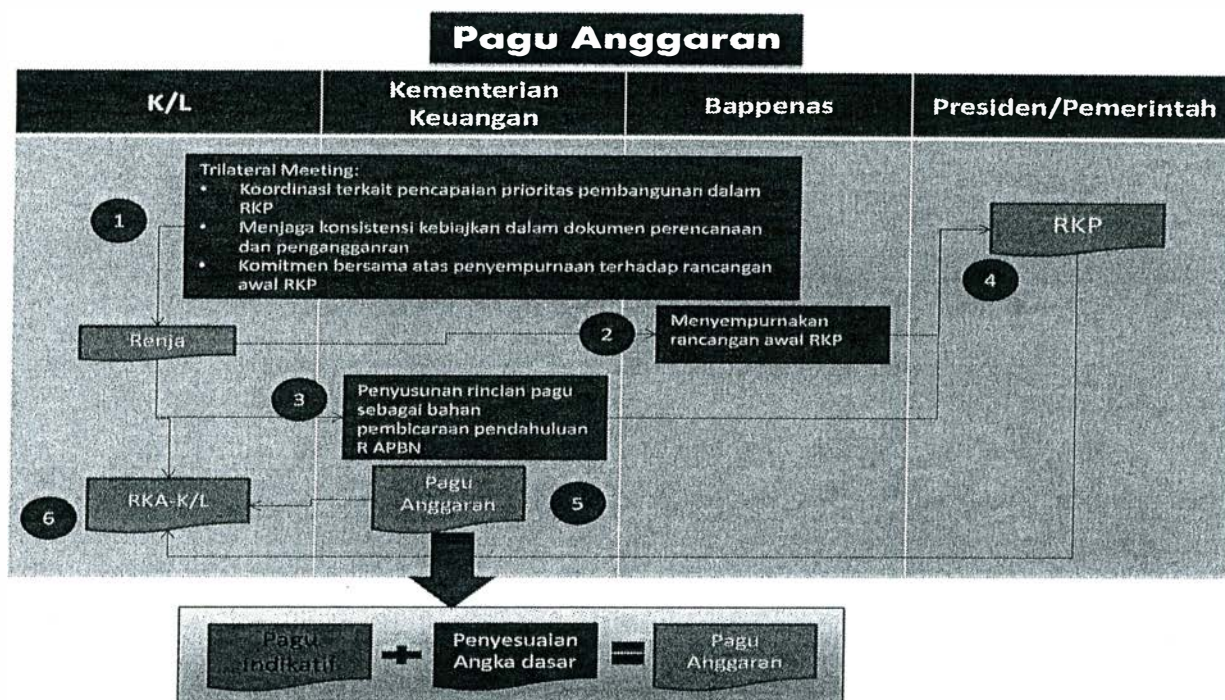 Pagu Anggaran
K/L
Kementerian
Keuangan
Bappenas
Presiden/Pemerintah
Trilateral Meeting:
• Koordinasi terkait pencapaian prioritas pembangunan dalam
RKP
• Menjaga konsistensi kebiajkan dalam dokumen perencanaan
dan pengangganran
• Komitmen bersama atas penyempurnaan terhadap rancangan
awal RKP
1
RKP
4
Renja
2
Menyempurnakan
rancangan awal RKP
3
Penyusunan rincian pagu
sebagai bahan
pembicaraan pendahuluan
R APBN
6
RKA-K/L
Pagu
Anggaran
5
Pagu
indikatif
+
Penyesuaian
Angka dasar
=
Pagu
Anggaran